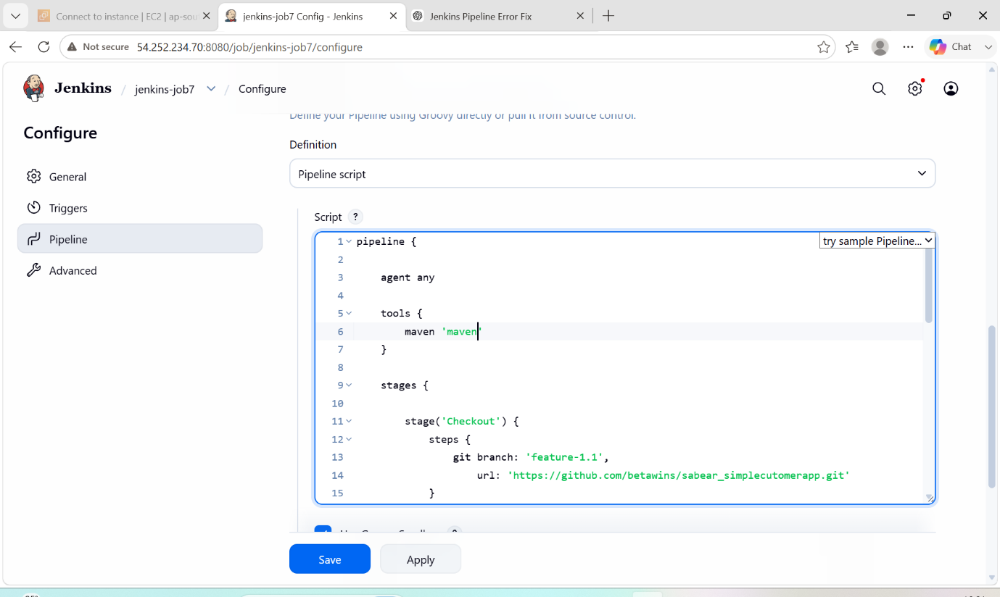 Connect to instance | EC2 | ap-sou
jenkins-job7 Config - Jenkins
Jenkins Pipeline Error Fix
Not secure 54.252.234.70:8080/job/jenkins-job7/configure
Chat
Jenkins / jenkins-job7 / Configure
Configure
General
Triggers
Pipeline
Advanced
Define your Pipeline using Groovy directly or pull it from source control.
Definition
Pipeline script
Script ?
try sample Pipeline...
1 pipeline {
2
3 agent any
4
5 tools {
6 maven 'maven'
7 }
8
9 stages {
10
11 stage('Checkout') {
12 steps {
13 git branch: 'feature-1.1',
14 url: 'https://github.com/betawins/sabear_simplecutomerapp.git'
15 }
Save
Apply